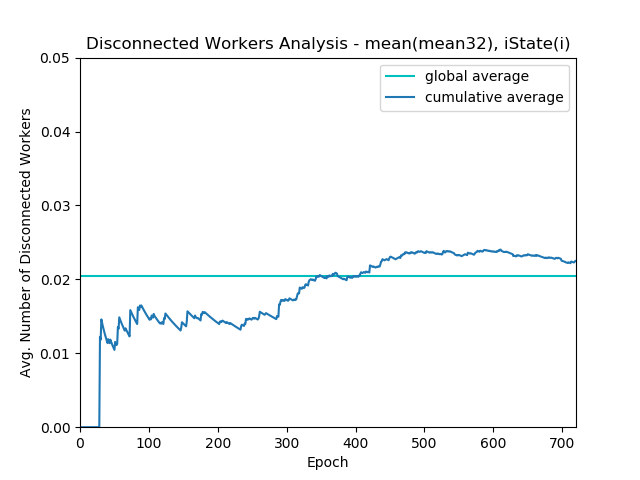 Disconnected Workers Analysis - mean(mean32), iState(i)
global average
cumulative average
Avg. Number of Disconnected Workers
0.05
0.04
0.03
0.02
0.01
0.00
0 100 200 300 400 500 600 700
Epoch